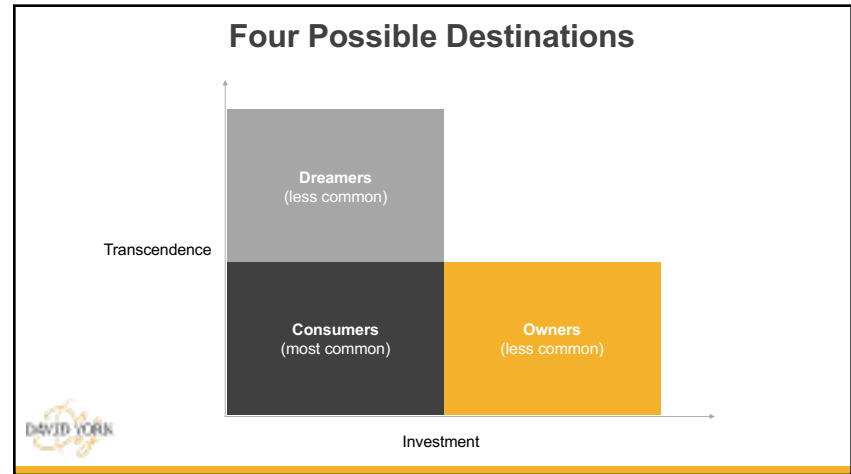 Four Possible Destinations
Dreamers
(less common)
Transcendence
Consumers
(most common)
Owners
(less common)
DAVID YORK
Investment